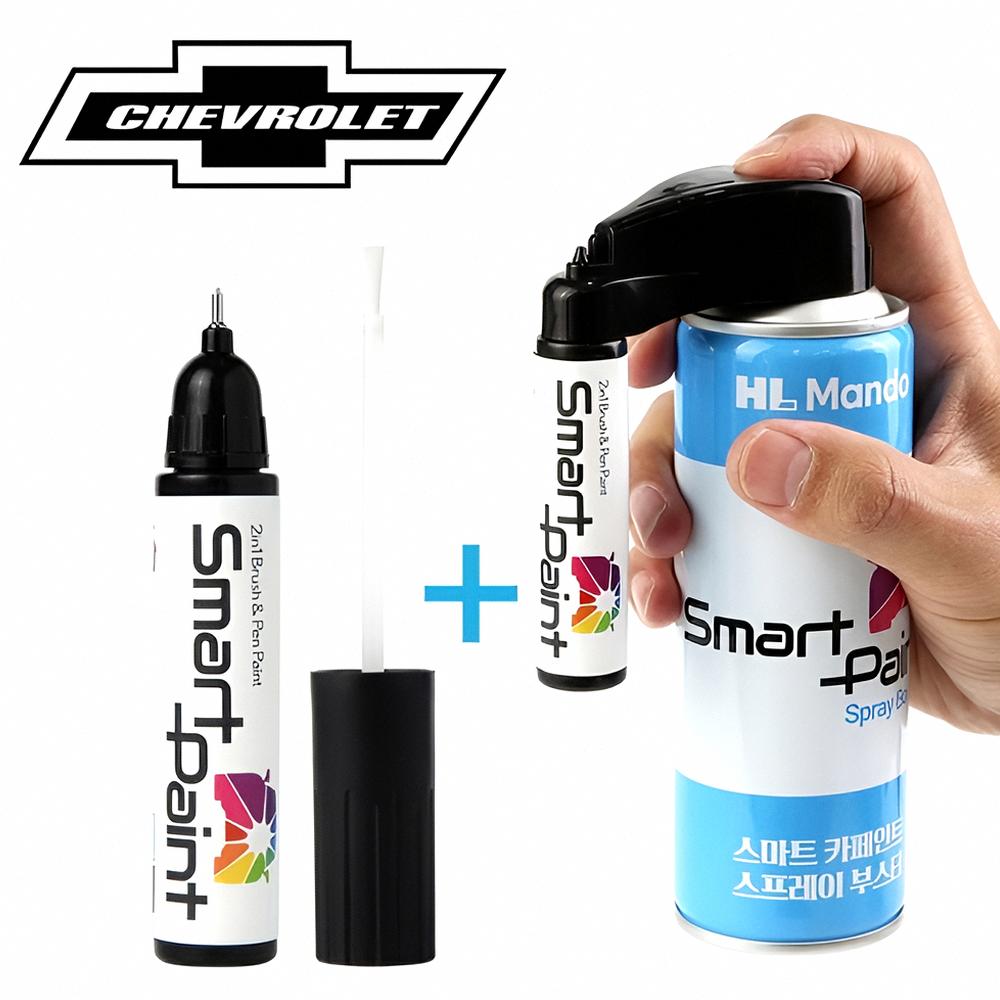 CHEVROLET
2in1 Brush & Pen Paint
Smart
Paint
2in1 Brush & Pen Paint
Smart
Paint
HL Mando
Smart
Pain
Spray Bo
스마트 카페인트
스프레이 부스터